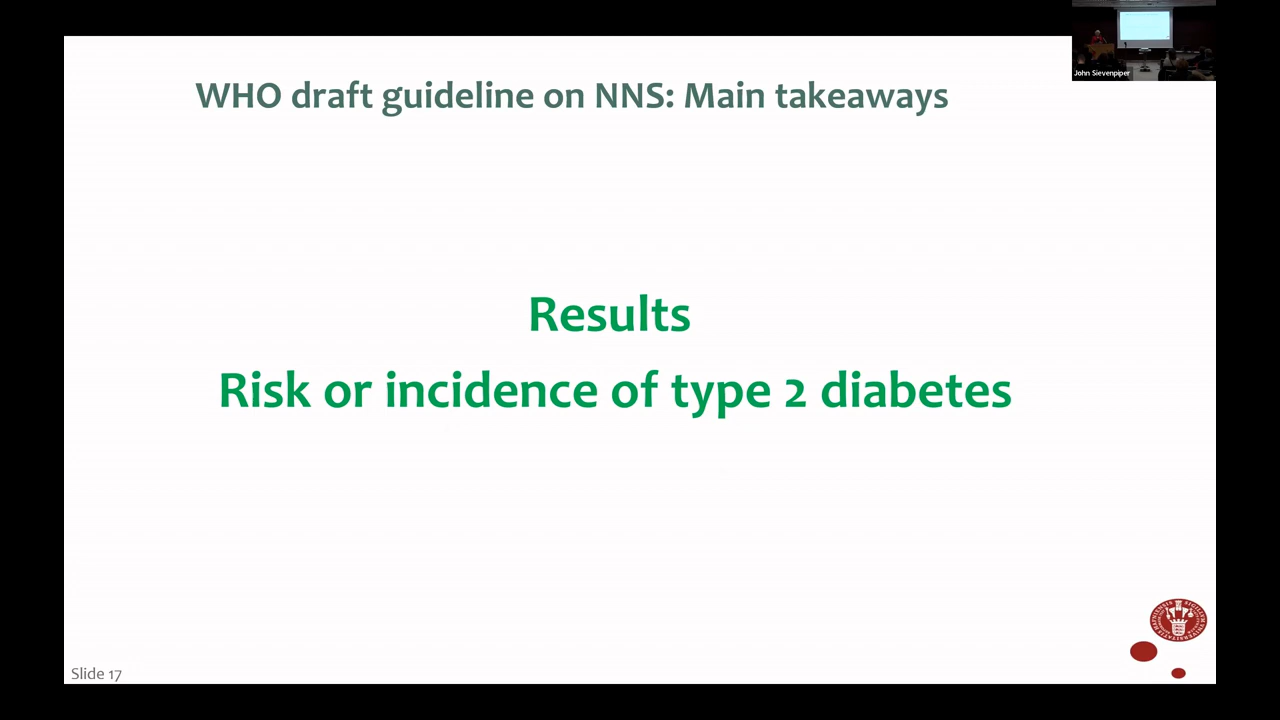 WHO draft guideline on NNS: Main takeaways
John Sievenpiper
Results
Risk or incidence of type 2 diabetes
Slide 17